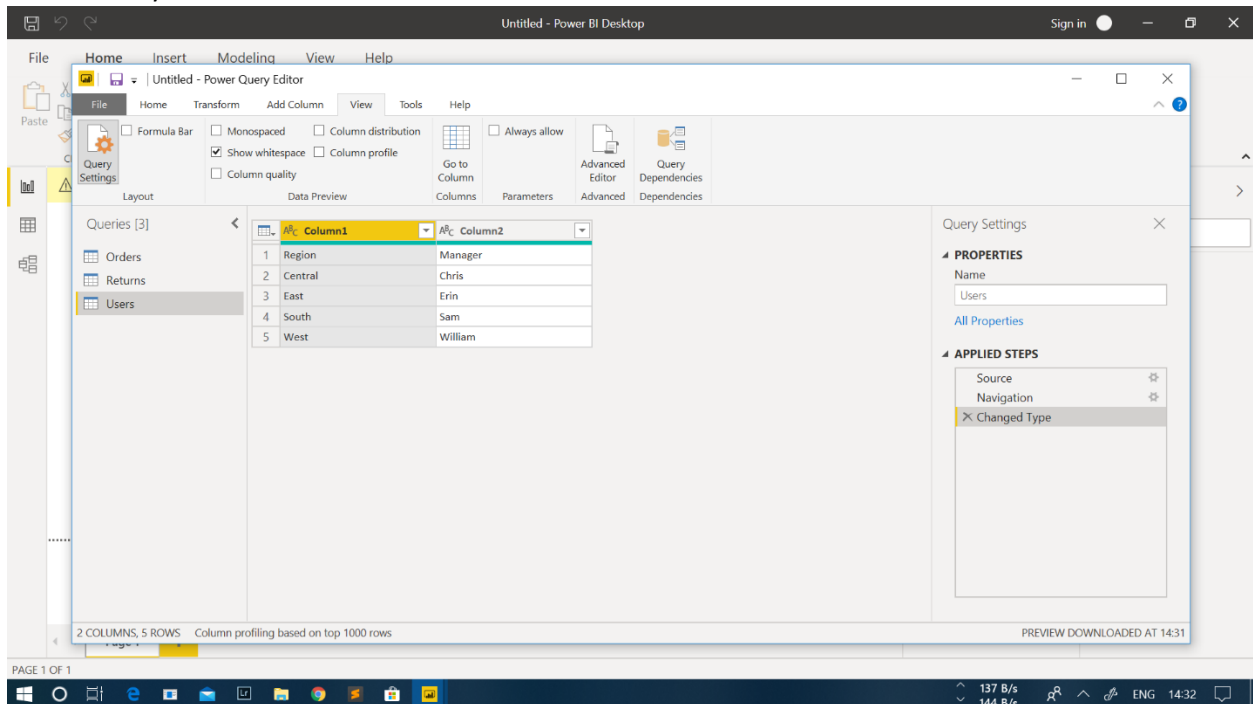 Untitled - Power BI Desktop
Sign in
File Home Insert Modeling View Help
Paste
Untitled - Power Query Editor
File Home Transform Add Column View Tools Help
Formula Bar
Monospaced
Column distribution
Always allow
Show whitespace
Column profile
Column quality
Query
Settings
Go to
Column
Advanced
Editor
Query
Dependencies
Layout Data Preview Columns Parameters Advanced Dependencies
Queries [3]
Orders
Returns
Users
ABC Column1 ABC Column2
1 Region Manager
2 Central Chris
3 East Erin
4 South Sam
5 West William
Query Settings
PROPERTIES
Name
Users
All Properties
APPLIED STEPS
Source
Navigation
Changed Type
2 COLUMNS, 5 ROWS Column profiling based on top 1000 rows
PREVIEW DOWNLOADED AT 14:31
PAGE 1 OF 1
Lr
137 B/s
144 B/s
ENG 14:32